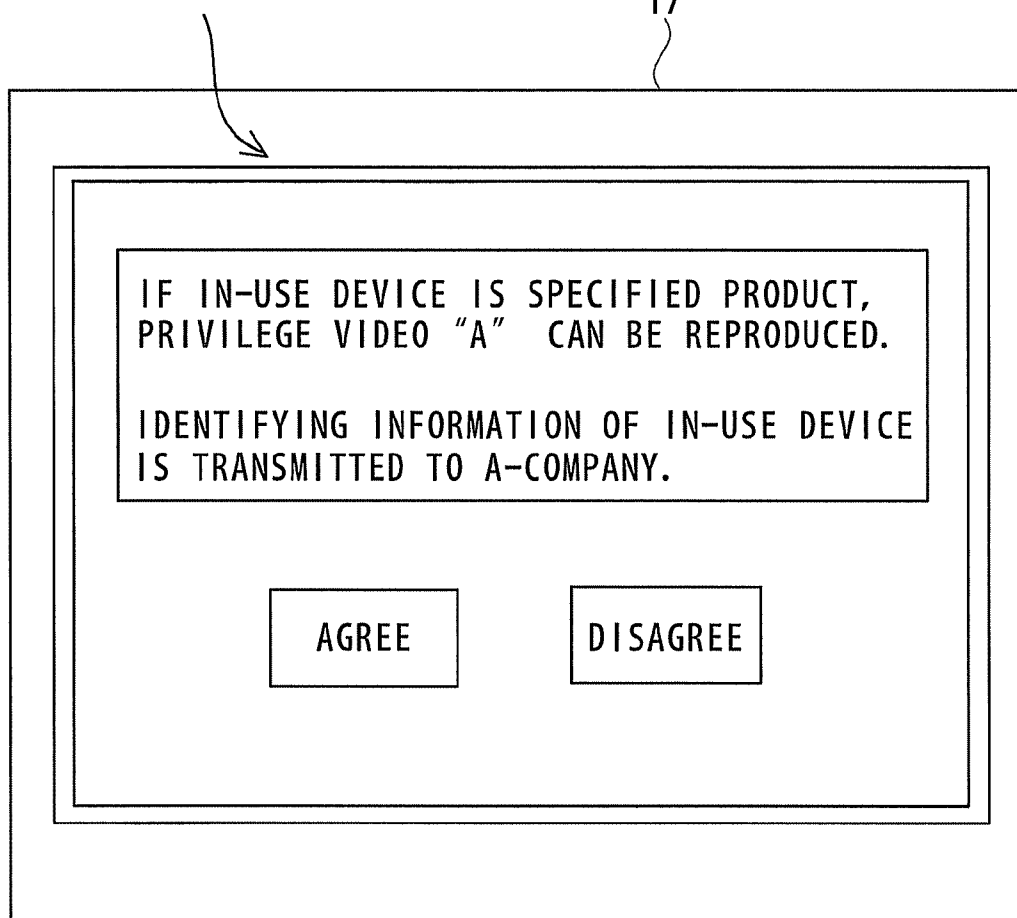 17
IF IN-USE DEVICE IS SPECIFIED PRODUCT,
PRIVILEGE VIDEO "A" CAN BE REPRODUCED.
IDENTIFYING INFORMATION OF IN-USE DEVICE
IS TRANSMITTED TO A-COMPANY.
AGREE
DISAGREE